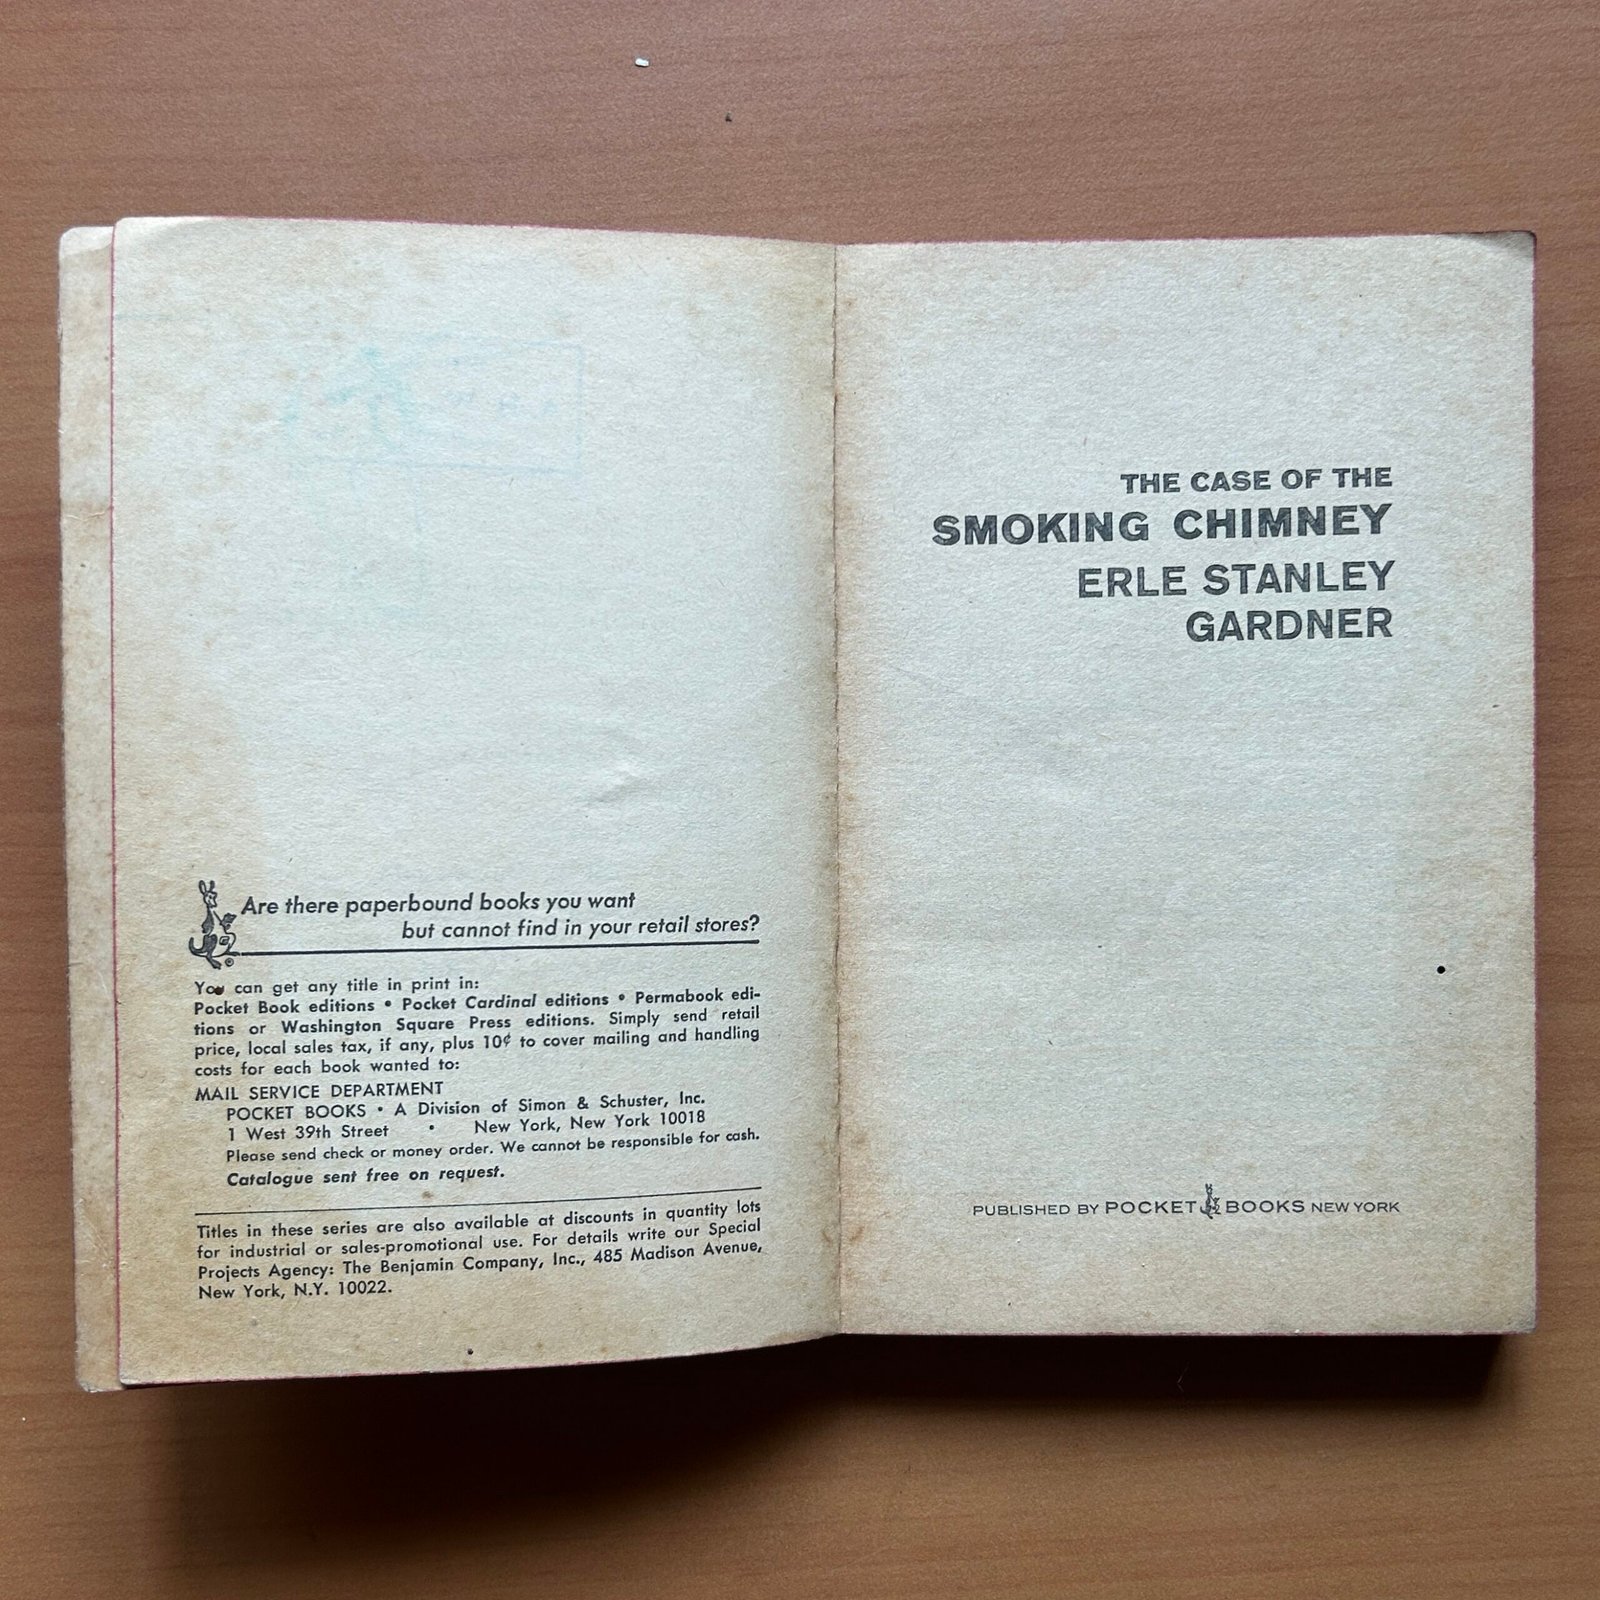 Are there paperbound books you want
but cannot find in your retail stores?
You can get any title in print in:
Pocket Book editions • Pocket Cardinal editions • Permabook edi-
tions or Washington Square Press editions. Simply send retail
price, local sales tax, if any, plus 10¢ to cover mailing and handling
costs for each book wanted to:
MAIL SERVICE DEPARTMENT
POCKET BOOKS • A Division of Simon & Schuster, Inc.
1 West 39th Street • New York, New York 10018
Please send check or money order. We cannot be responsible for cash.
Catalogue sent free on request.
Titles in these series are also available at discounts in quantity lots
for industrial or sales-promotional use. For details write our Special
Projects Agency: The Benjamin Company, Inc., 485 Madison Avenue,
New York, N.Y. 10022.
THE CASE OF THE
SMOKING CHIMNEY
ERLE STANLEY
GARDNER
PUBLISHED BY POCKET BOOKS NEW YORK